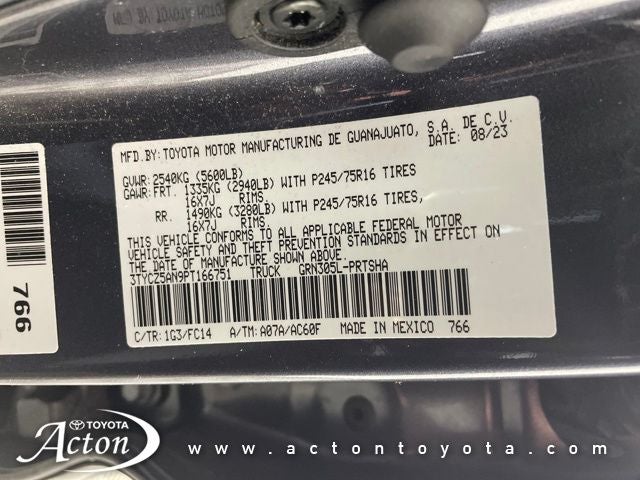 MFD.BY:TOYOTA MOTOR MANUFACTURING DE GUANAJUATO, S.A. DE C.V.
DATE: 08/23
GVWR:2540KG (5600LB)
GAWR:FRT. 1335KG (2940LB) WITH P245/75R16 TIRES
16X7J RIMS,
RR. 1490KG (3280LB) WITH P245/75R16 TIRES,
16X7J RIMS,
THIS VEHICLE CONFORMS TO ALL APPLICABLE FEDERAL MOTOR
VEHICLE SAFETY AND THEFT PREVENTION STANDARDS IN EFFECT ON
THE DATE OF MANUFACTURE SHOWN ABOVE.
3TYCZ5AN9PT166751 TRUCK GRN305L-PRTSHA
C/TR:1G3/FC14 A/TM:A07A/AC60F MADE IN MEXICO 766
766
TOYOTA
Acton
www.actontoyota.com